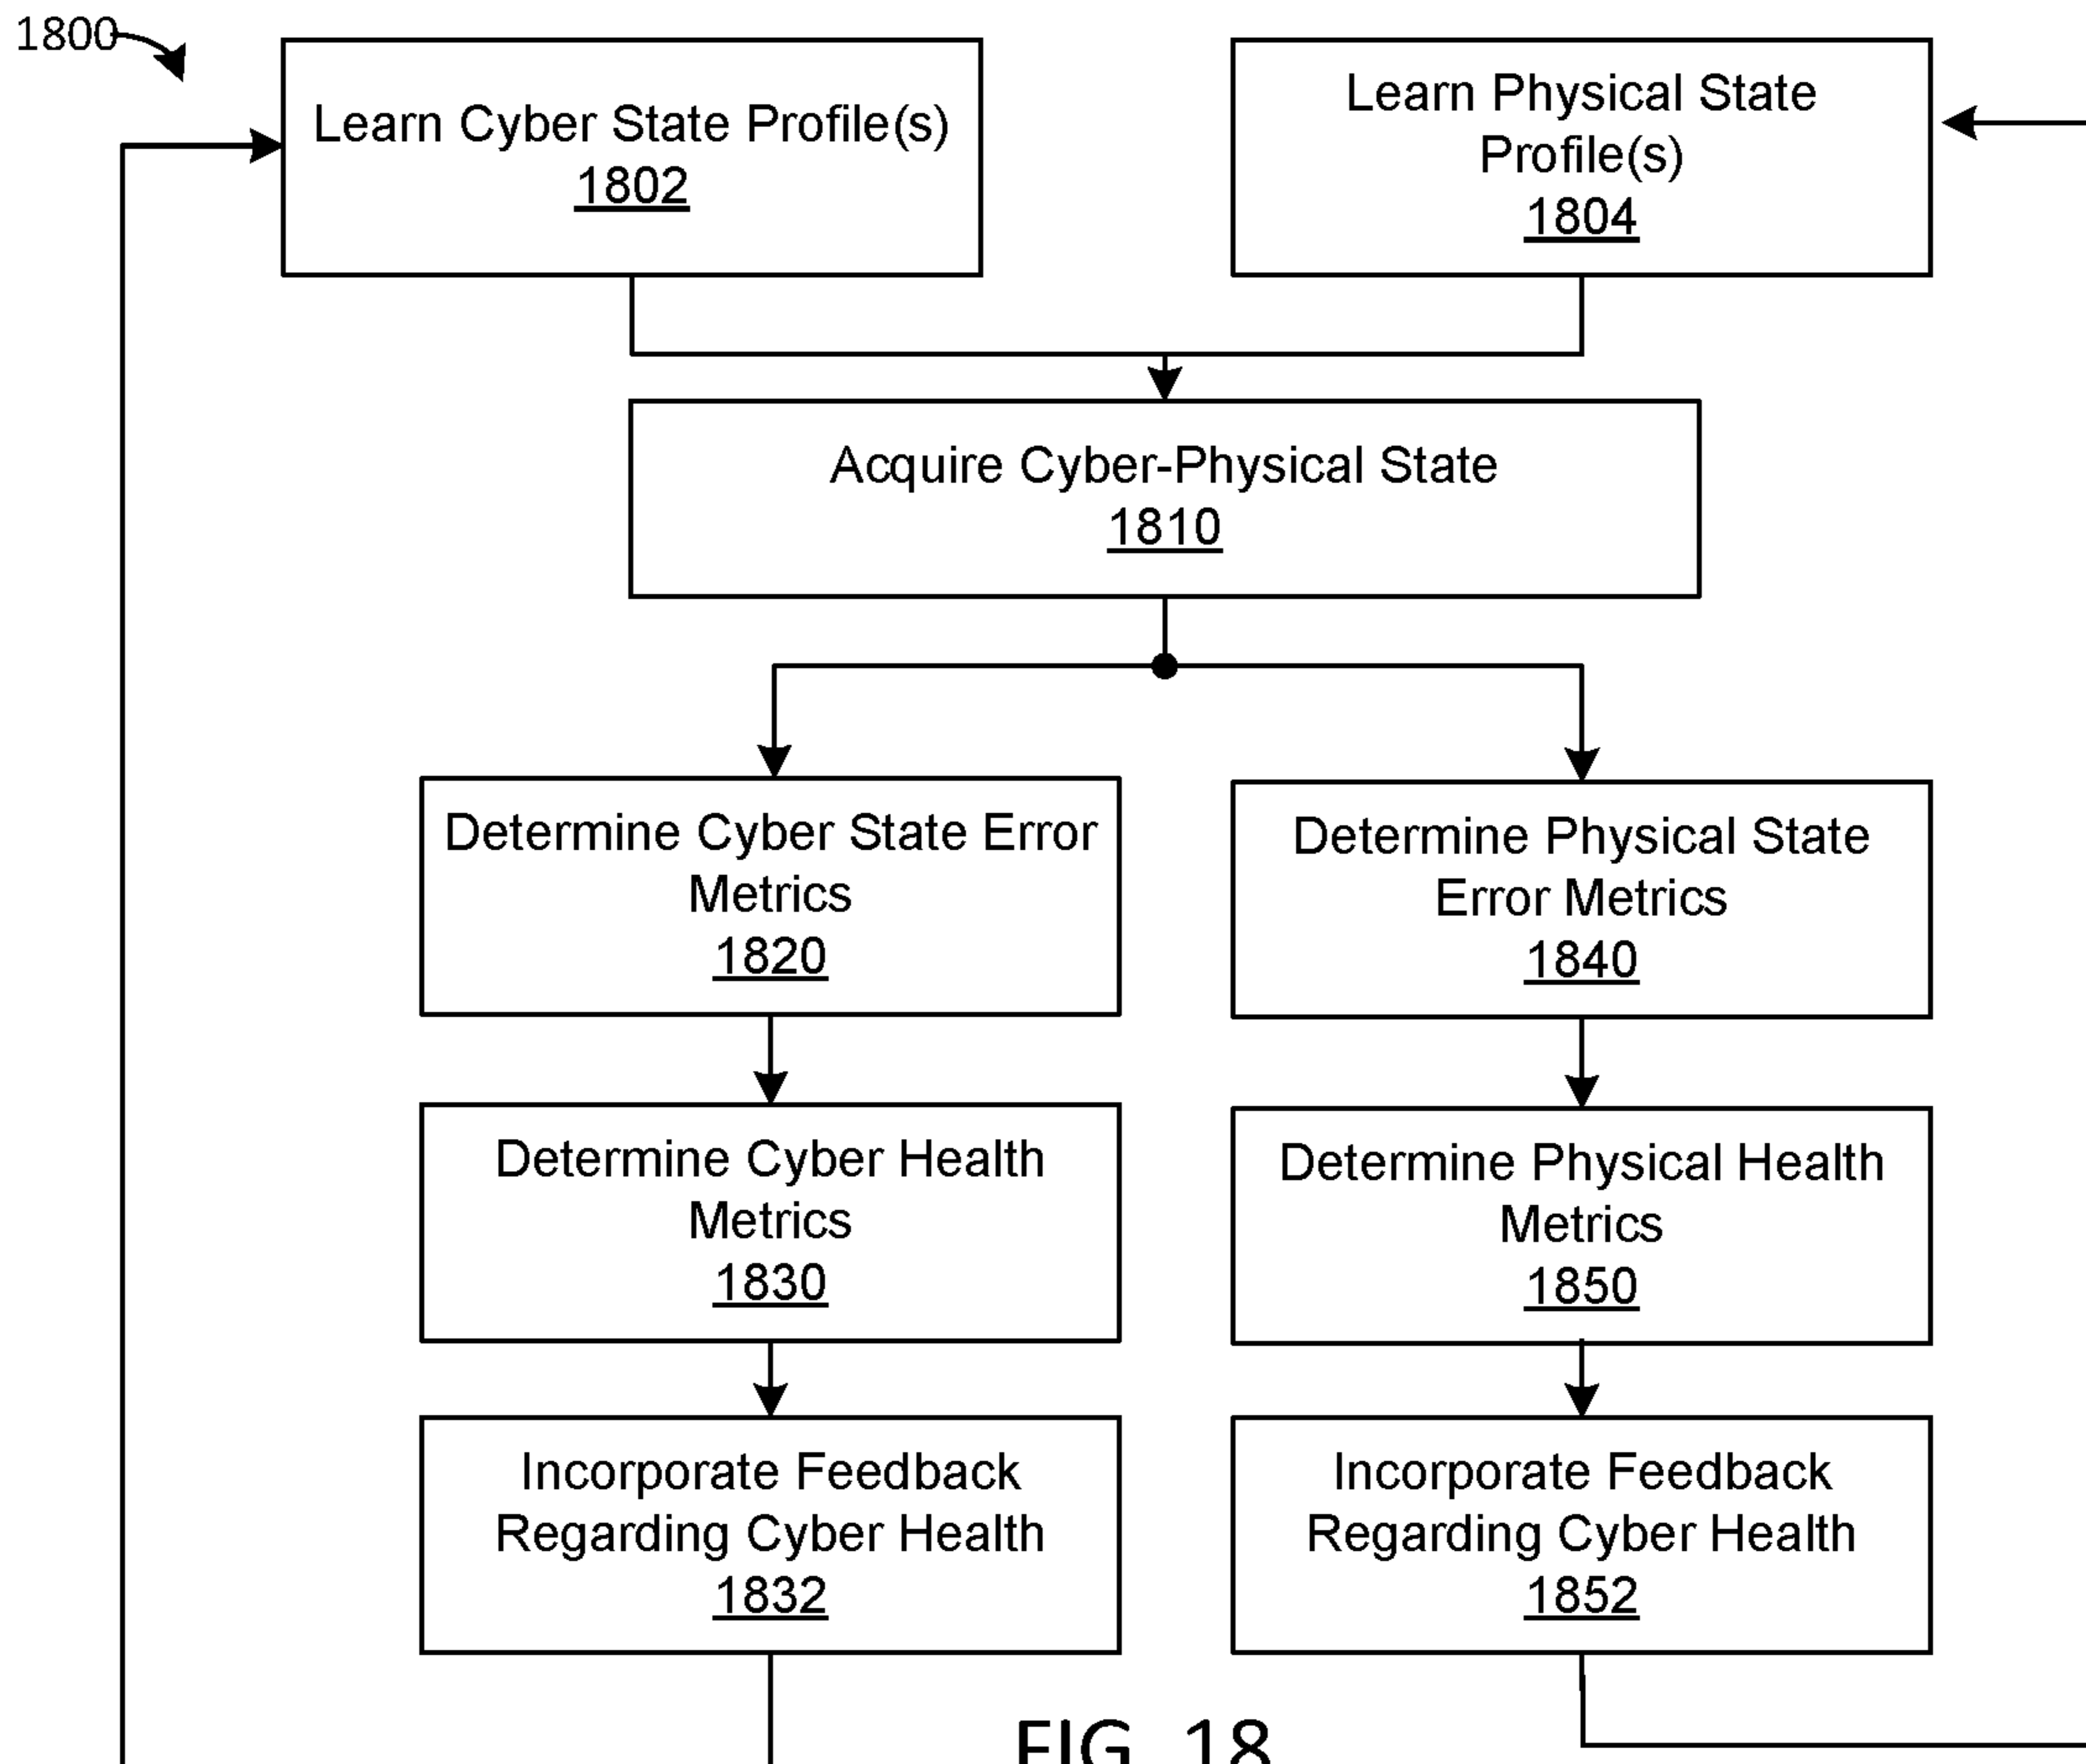 1800
Learn Cyber State Profile(s)
1802
Learn Physical State
Profile(s)
1804
Acquire Cyber-Physical State
1810
Determine Cyber State Error
Metrics
1820
Determine Physical State
Error Metrics
1840
Determine Cyber Health
Metrics
1830
Determine Physical Health
Metrics
1850
Incorporate Feedback
Regarding Cyber Health
1832
Incorporate Feedback
Regarding Cyber Health
1852
FIG. 18